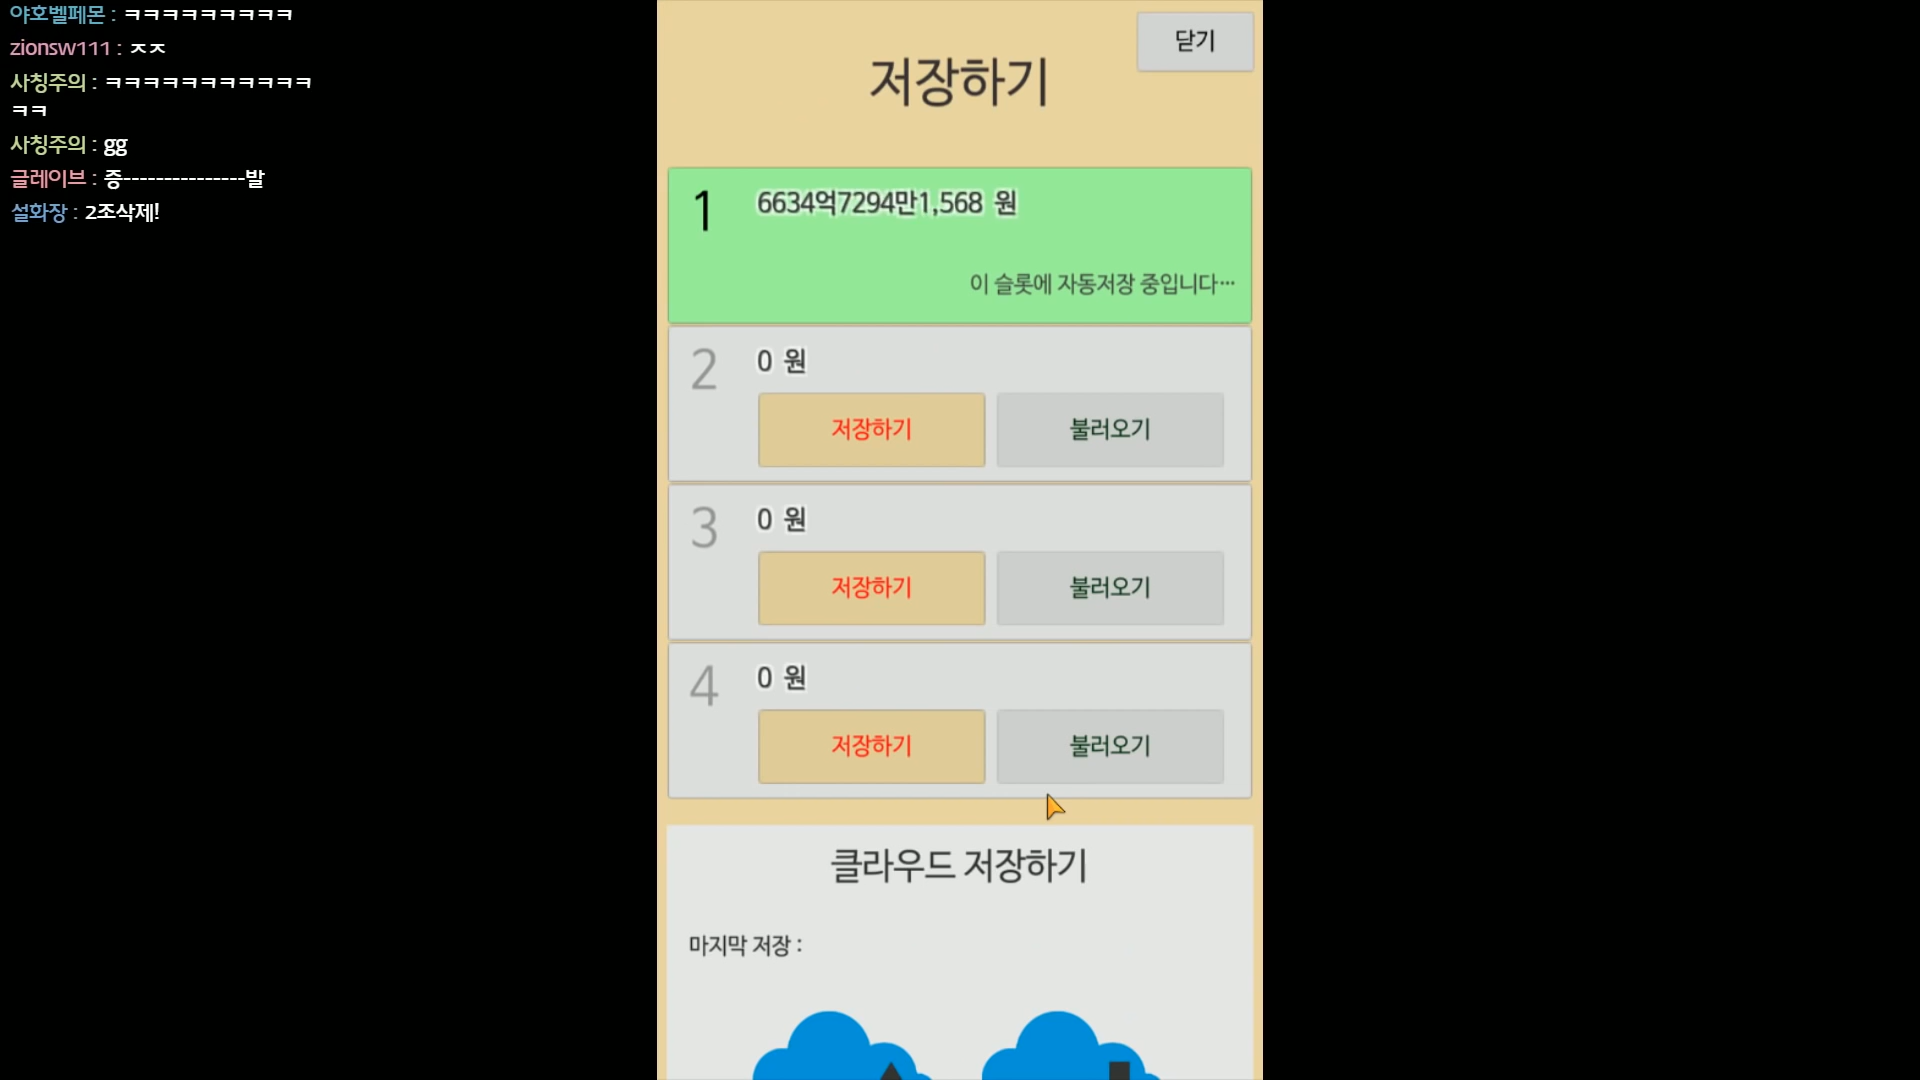 야호벨페몬 : ㅋㅋㅋㅋㅋㅋㅋㅋㅋ
zionsw111 : ㅈㅈ
사칭주의 : ㅋㅋㅋㅋㅋㅋㅋㅋㅋㅋㅋ
ㅋㅋ
사칭주의 : gg
글레이브 : 증---------------발
설화장 : 2조삭제!
닫기
저장하기
1 6634억7294만1,568 원
이 슬롯에 자동저장 중입니다…
2 0 원
저장하기 불러오기
3 0 원
저장하기 불러오기
4 0 원
저장하기 불러오기
클라우드 저장하기
마지막 저장 :